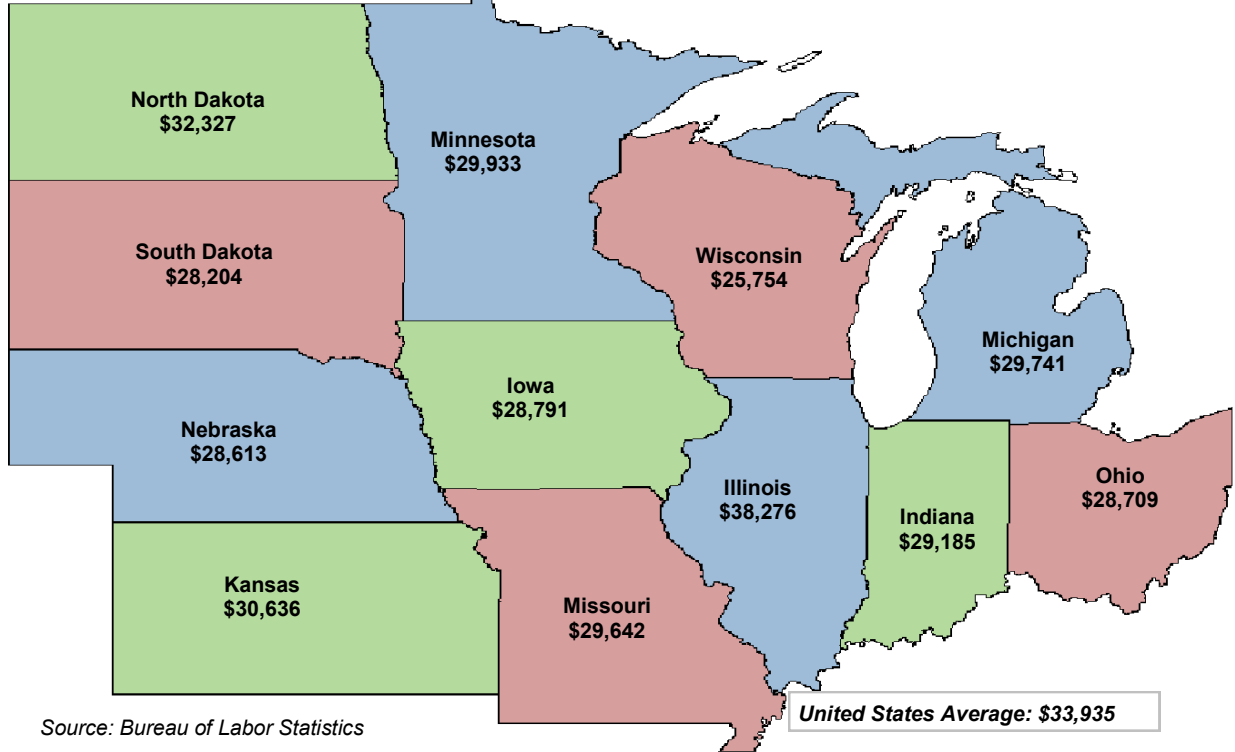 North Dakota
$32,327
Minnesota
$29,933
South Dakota
$28,204
Wisconsin
$25,754
Michigan
$29,741
Iowa
$28,791
Nebraska
$28,613
Illinois
$38,276
Indiana
$29,185
Ohio
$28,709
Kansas
$30,636
Missouri
$29,642
Source: Bureau of Labor Statistics
United States Average: $33,935